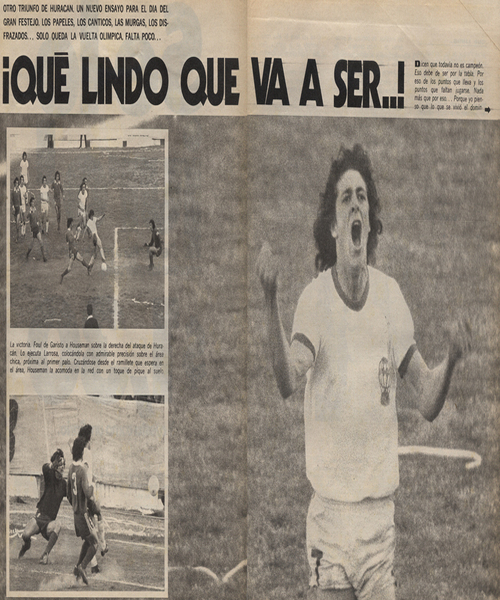 OTRO TRIUNFO DE HURACAN, UN NUEVO ENSAYO PARA EL DIA DEL
GRAN FESTEJO. LOS PAPELES, LOS CANTICOS, LAS MURGAS, LOS DIS-
FRAZADOS... SOLO QUEDA LA VUELTA OLIMPICA, FALTA POCO...
¡QUÉ LINDO QUE VA A SER..!
Dicen que todavía no es campeón.
Eso debe de ser por la tabla. Por
eso de los puntos que lleva y los
puntos que faltan jugarse. Nada
más que por eso... Porque yo pien-
so que lo que se vivió el domin-
La victoria. Foul de Garisto a Houseman sobre la derecha del ataque de Hura-
cán. Lo ejecuta Larrosa, colocándola con admirable precisión sobre el área
chica, próxima al primer palo. Cruzándose desde el ramillete que espera en
el área, Houseman la acomoda en la red con un toque de pique al suelo.